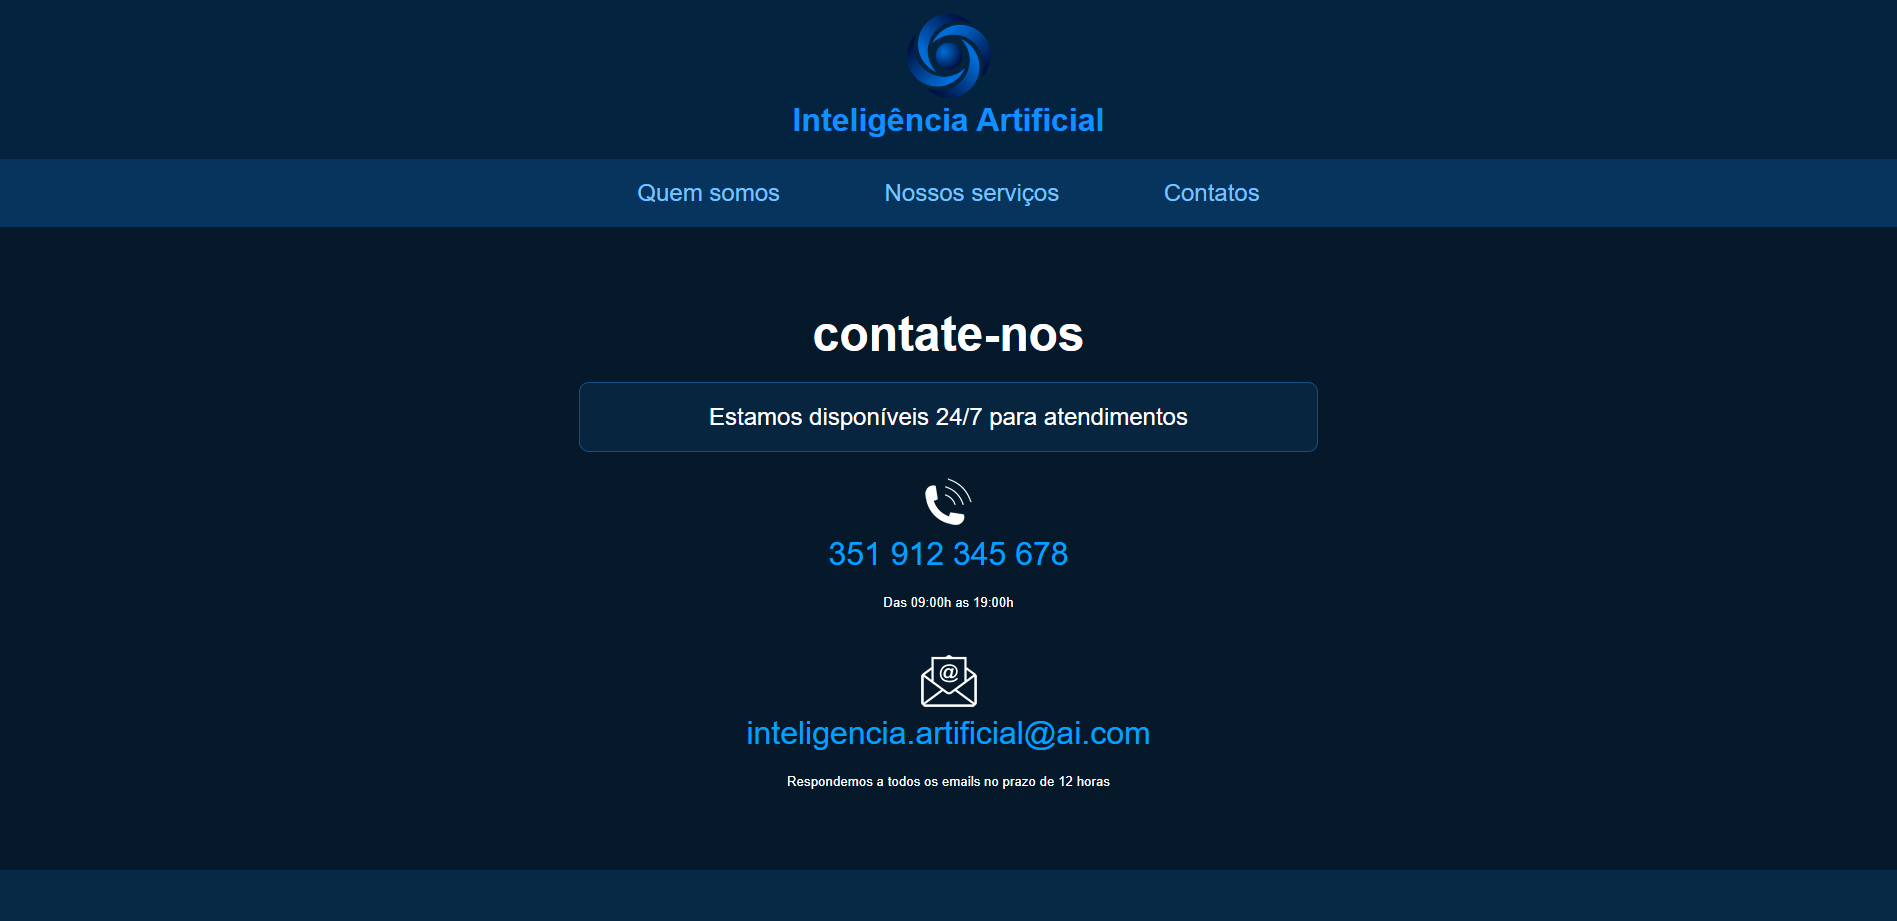 Inteligência Artificial
Quem somos Nossos serviços Contatos
contate-nos
Estamos disponíveis 24/7 para atendimentos
351 912 345 678
Das 09:00h as 19:00h
@
inteligencia.artificial@ai.com
Respondemos a todos os emails no prazo de 12 horas